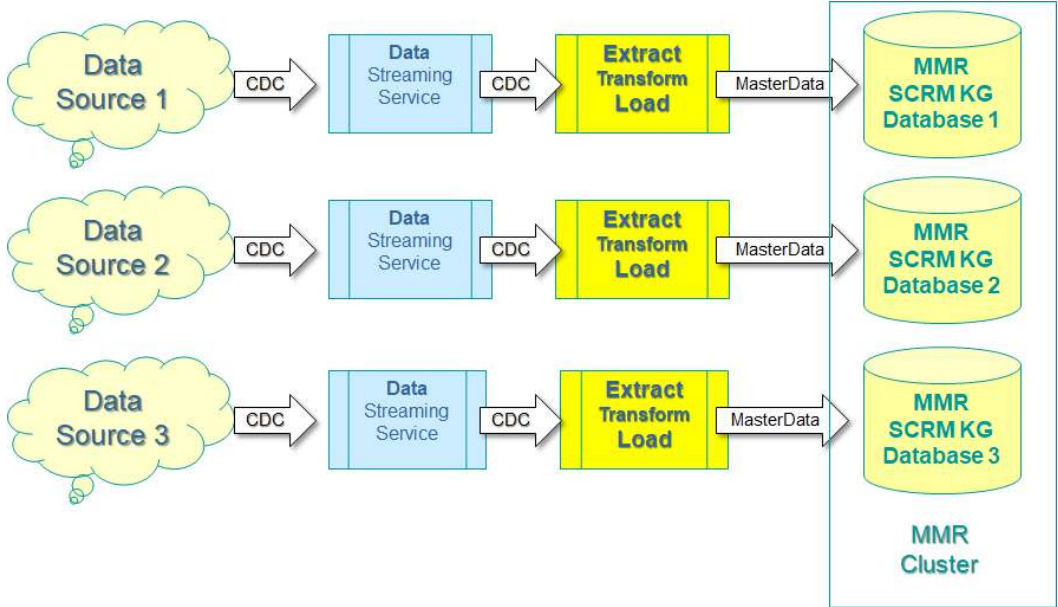 Data
Source 1
CDC
Data
Streaming
Service
CDC
Extract
Transform
Load
MasterData
MMR
SCRM KG
Database 1
Data
Source 2
CDC
Data
Streaming
Service
CDC
Extract
Transform
Load
MasterData
MMR
SCRM KG
Database 2
Data
Source 3
CDC
Data
Streaming
Service
CDC
Extract
Transform
Load
MasterData
MMR
SCRM KG
Database 3
MMR
Cluster